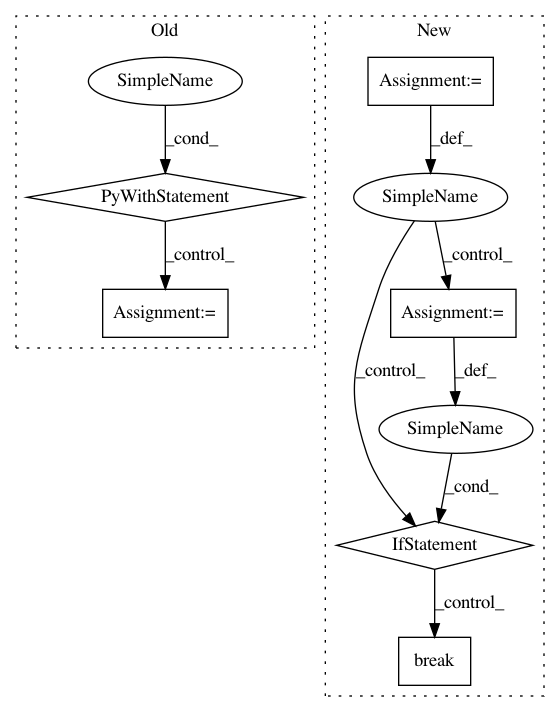 Old
SimpleName
_cond_
PyWithStatement
_control_
Assignment:=
New
Assignment:=
_def_
SimpleName
_control_
Assignment:=
_control_
_def_
SimpleName
_cond_
IfStatement
_control_
break